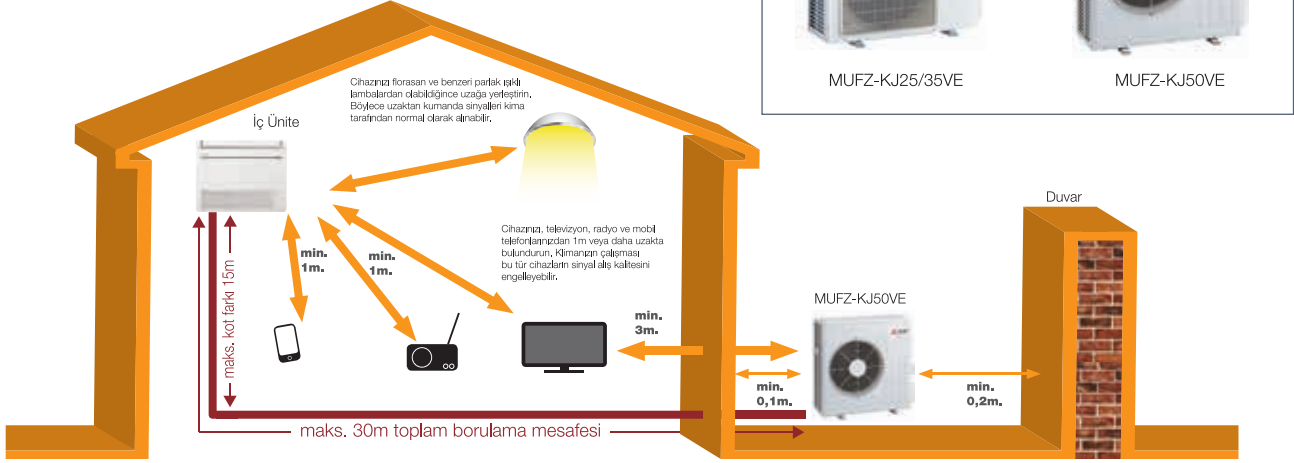 MUFZ-KJ25/35VE
MUFZ-KJ50VE
Cihazınızı florasan ve benzeri parlak ışıklı
lambalardan olabildiğince uzağa yerleştirin.
Böylece uzaktan kumanda sinyalleri kima
tarafından normal olarak alınabilir.
İç Ünite
Duvar
Cihazınızı, televizyon, radyo ve mobil
telefonlarınızdan 1m veya daha uzakta
bulundurun. Klimanızın çalışması
bu tür cihazların sinyal alış kalitesini
engelleyebilir.
min.
1m.
min.
1m.
maks. kot farkı 15m
MUFZ-KJ50VE
min.
3m.
min.
0,1m.
min.
0,2m.
maks. 30m toplam borulama mesafesi